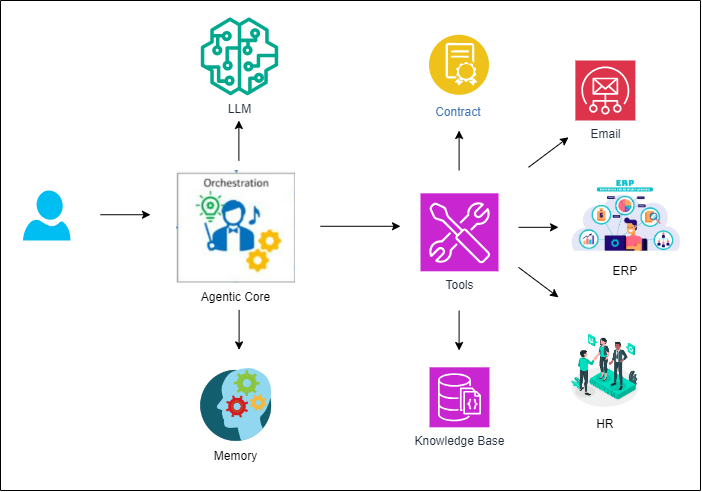 LLM
Contract
Email
Orchestration
ERP
Agentic Core
Tools
ERP
Memory
Knowledge Base
HR